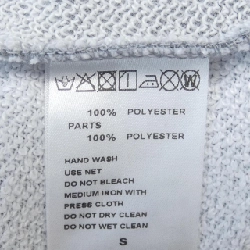 100% POLYESTER
PARTS
100% POLYESTER
HAND WASH
USE NET
DO NOT BLEACH
MEDIUM IRON WITH
PRESS CLOTH
DO NOT DRY CLEAN
DO NOT WET CLEAN
S